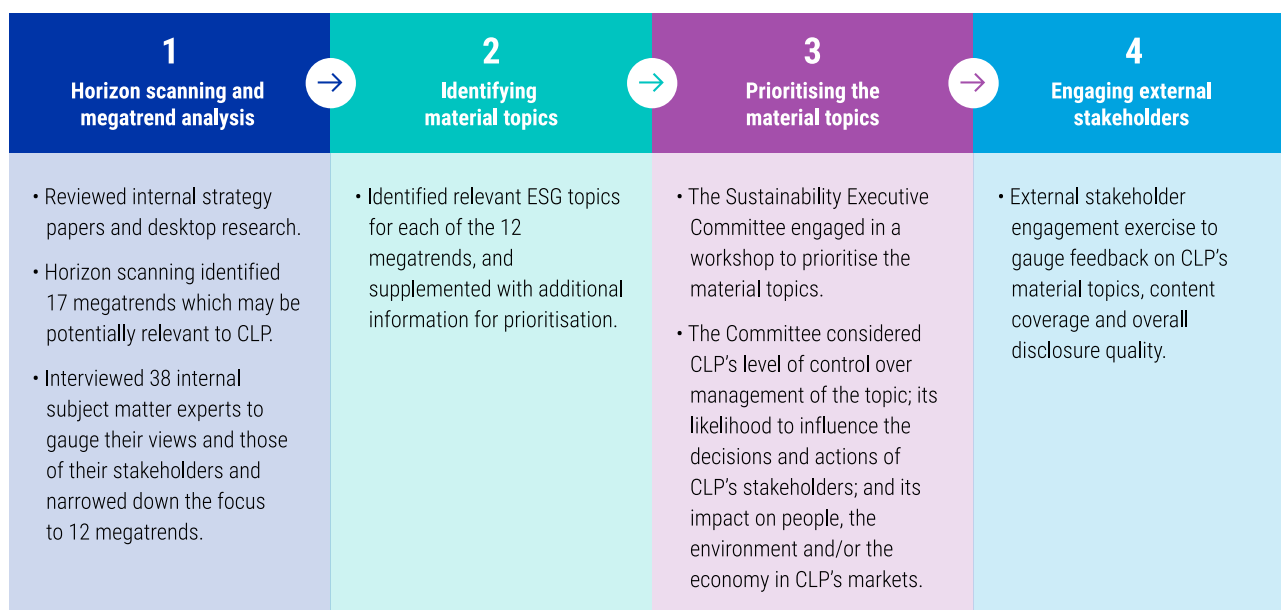 1
Horizon scanning and
megatrend analysis
• Reviewed internal strategy
papers and desktop research.
• Horizon scanning identified
17 megatrends which may be
potentially relevant to CLP.
• Interviewed 38 internal
subject matter experts to
gauge their views and those
of their stakeholders and
narrowed down the focus
to 12 megatrends.
2
Identifying
material topics
• Identified relevant ESG topics
for each of the 12
megatrends, and
supplemented with additional
information for prioritisation.
3
Prioritising the
material topics
• The Sustainability Executive
Committee engaged in a
workshop to prioritise the
material topics.
• The Committee considered
CLP's level of control over
management of the topic; its
likelihood to influence the
decisions and actions of
CLP's stakeholders; and its
impact on people, the
environment and/or the
economy in CLP's markets.
4
Engaging external
stakeholders
• External stakeholder
engagement exercise to
gauge feedback on CLP's
material topics, content
coverage and overall
disclosure quality.